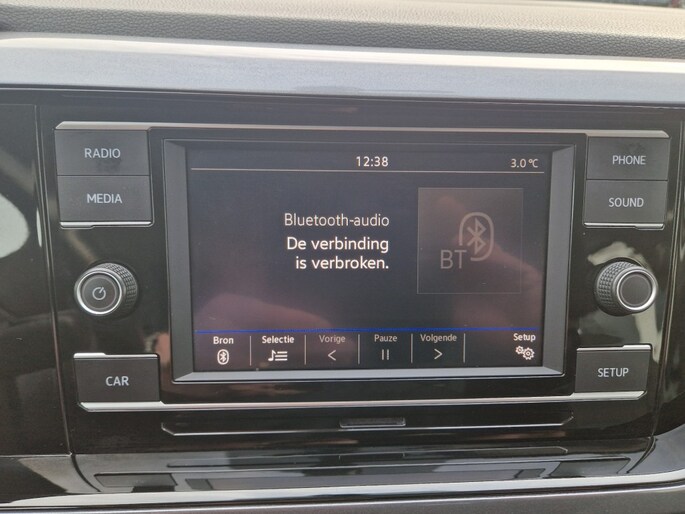 12:38
3.0 °C
RADIO
MEDIA
CAR
Bluetooth-audio
De verbinding
is verbroken.
BT
Bron
Selectie
Vorige
Pauze
Volgende
Setup
PHONE
SOUND
SETUP